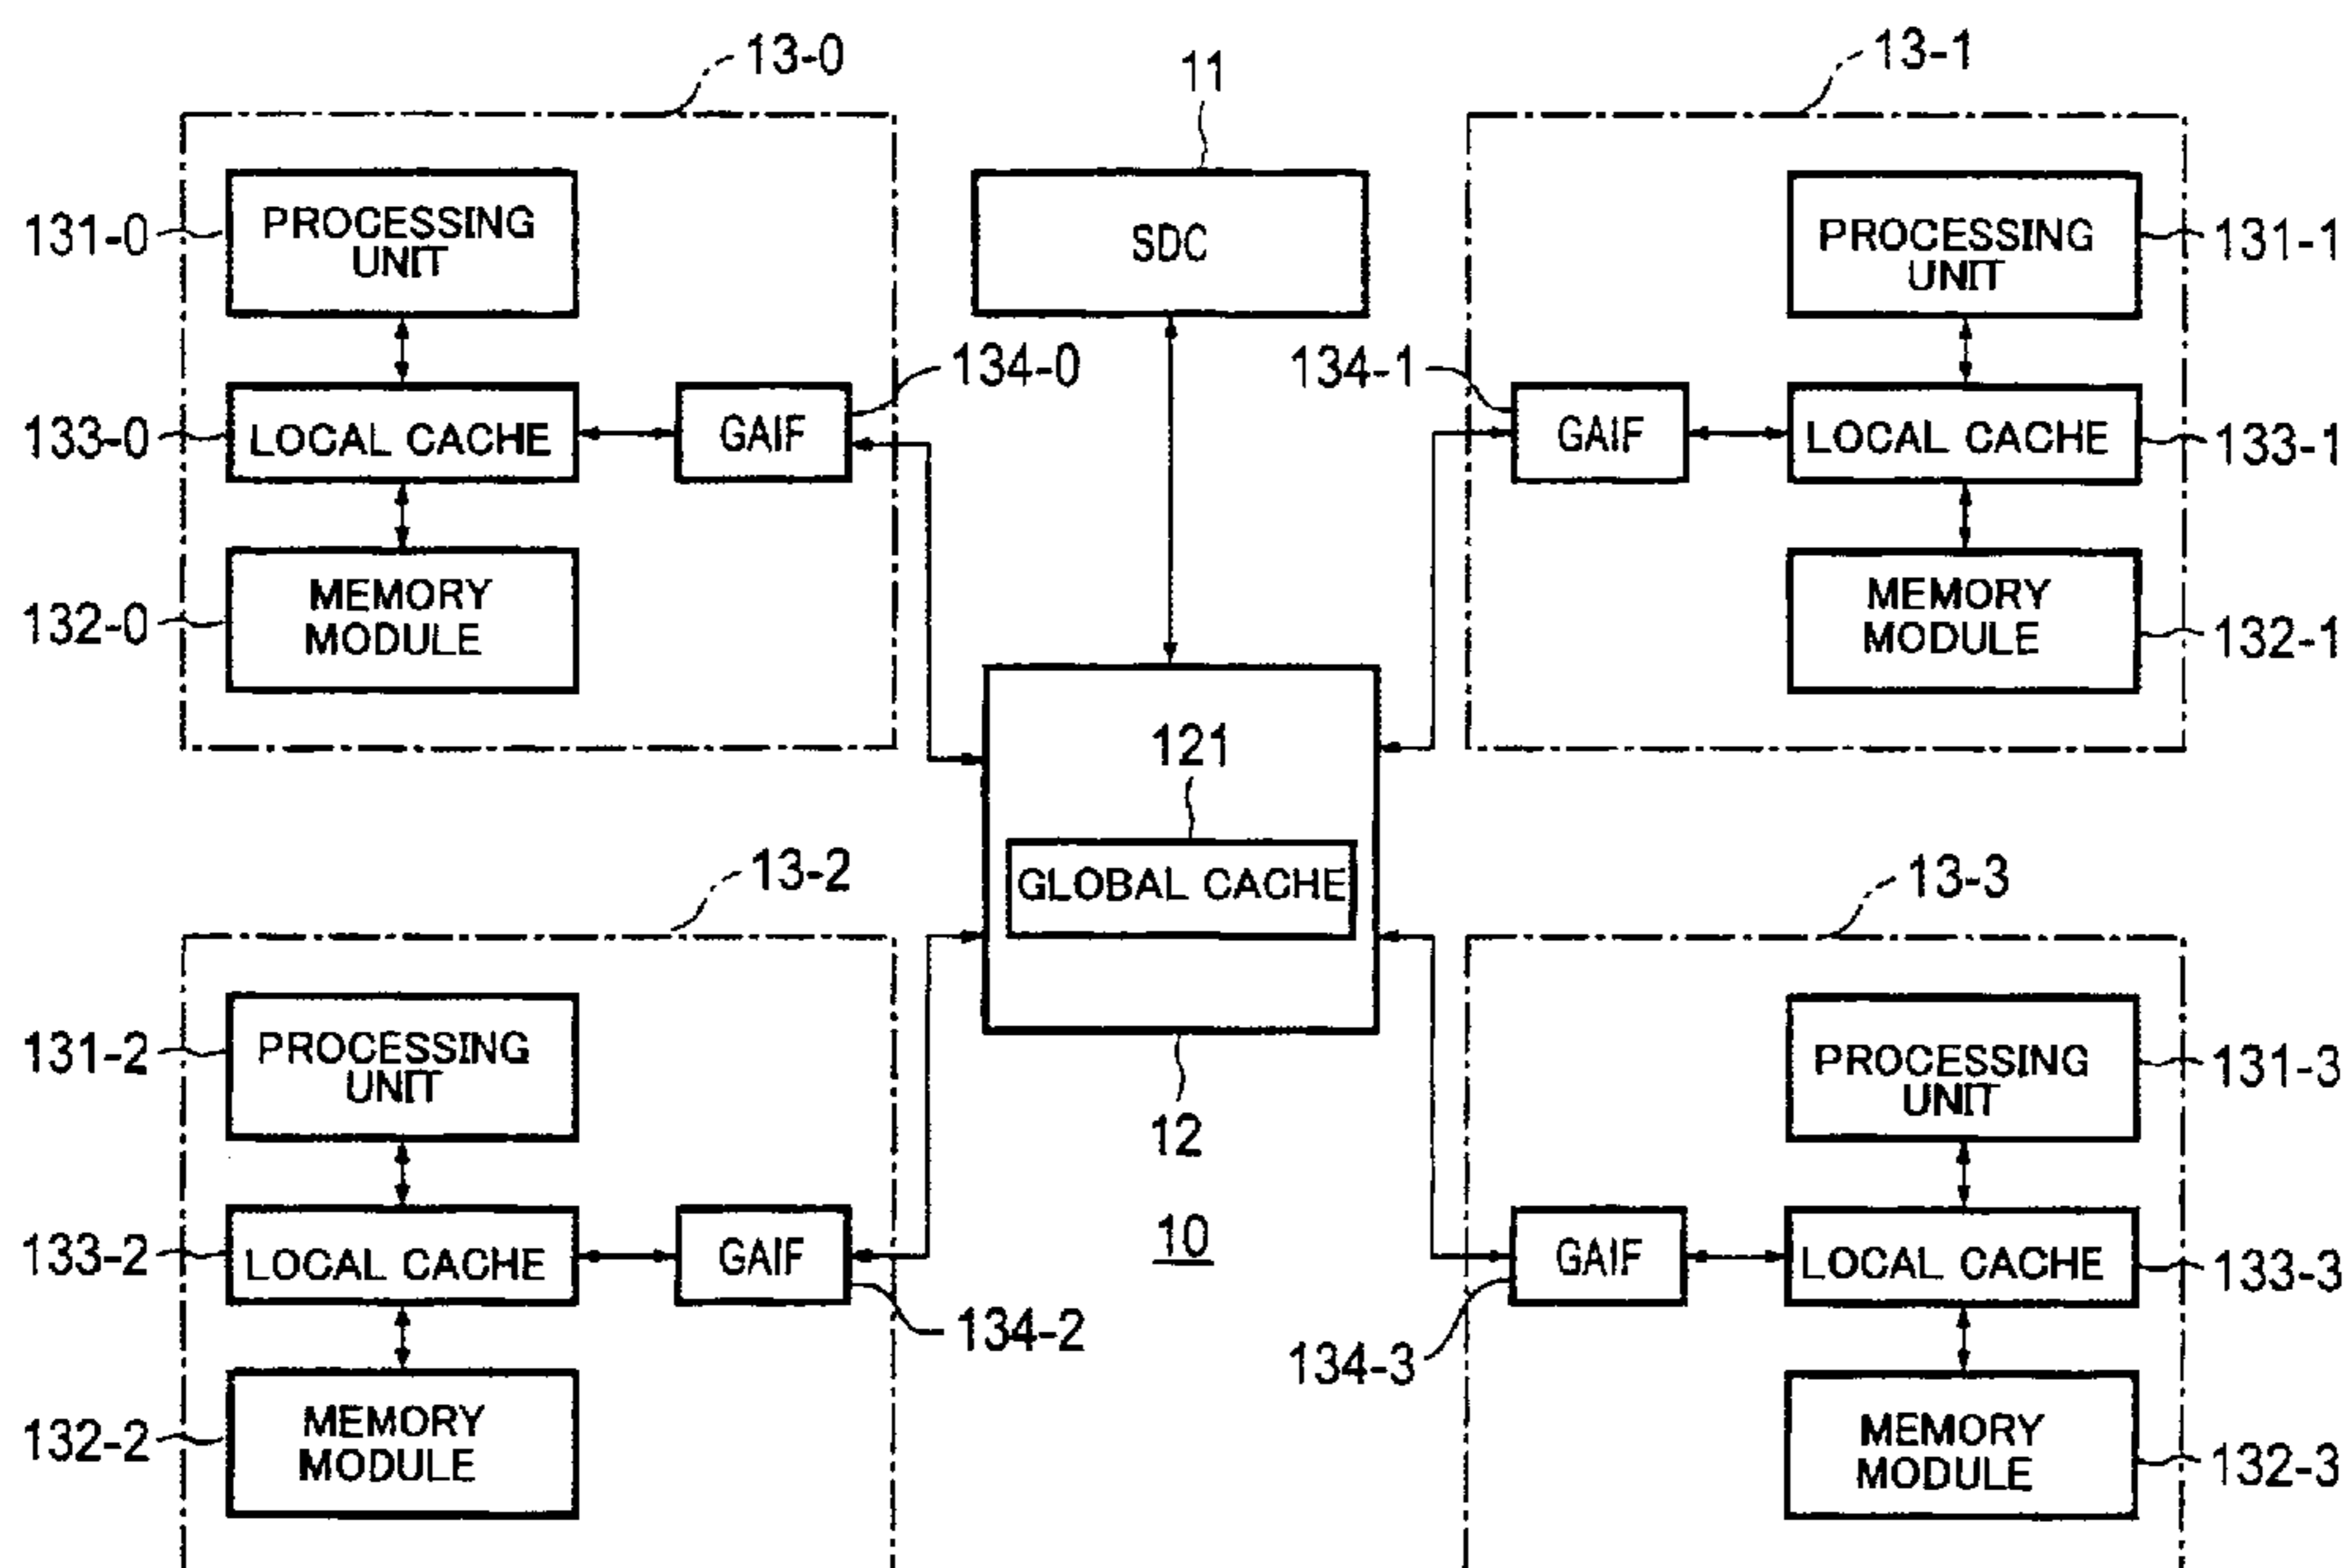 13-0
11
13-1
131-0
PROCESSING
UNIT
SDC
PROCESSING
UNIT
131-1
134-0
134-1
133-0
LOCAL CACHE
GAIF
GAIF
LOCAL CACHE
133-1
132-0
MEMORY
MODULE
MEMORY
MODULE
132-1
121
GLOBAL CACHE
13-2
13-3
131-2
PROCESSING
UNIT
12
PROCESSING
UNIT
131-3
133-2
LOCAL CACHE
GAIF
10
GAIF
LOCAL CACHE
133-3
134-2
134-3
132-2
MEMORY
MODULE
MEMORY
MODULE
132-3